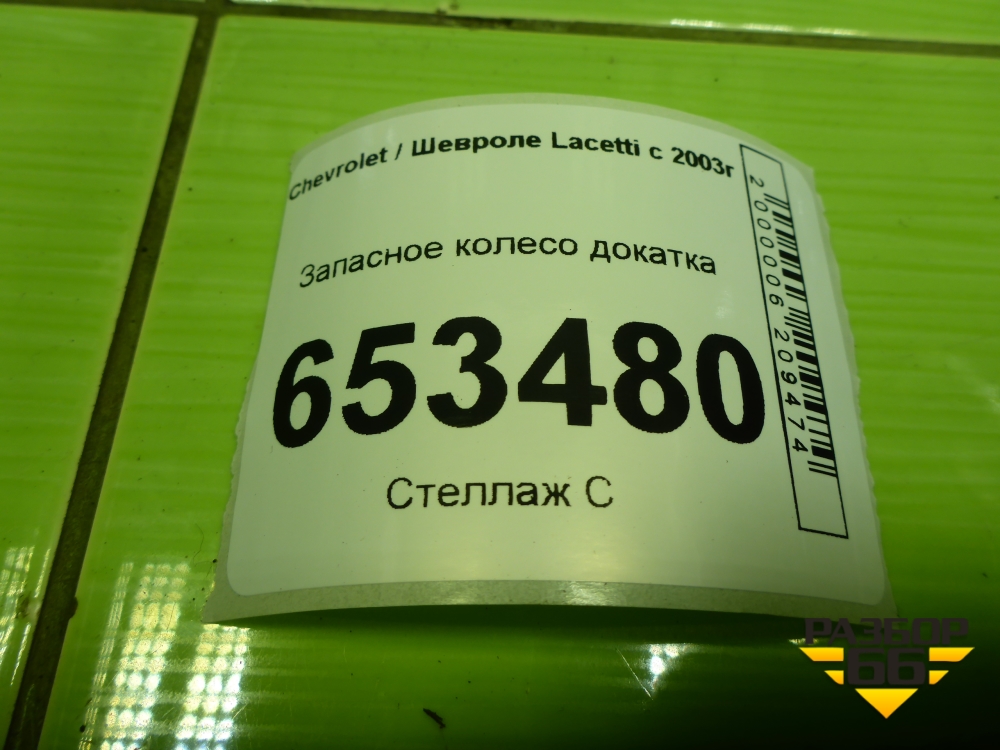 Chevrolet / Шевроле Lacetti с 2003г
Запасное колесо докатка
653480
Стеллаж С
2000006209474
РАЗБОР
66